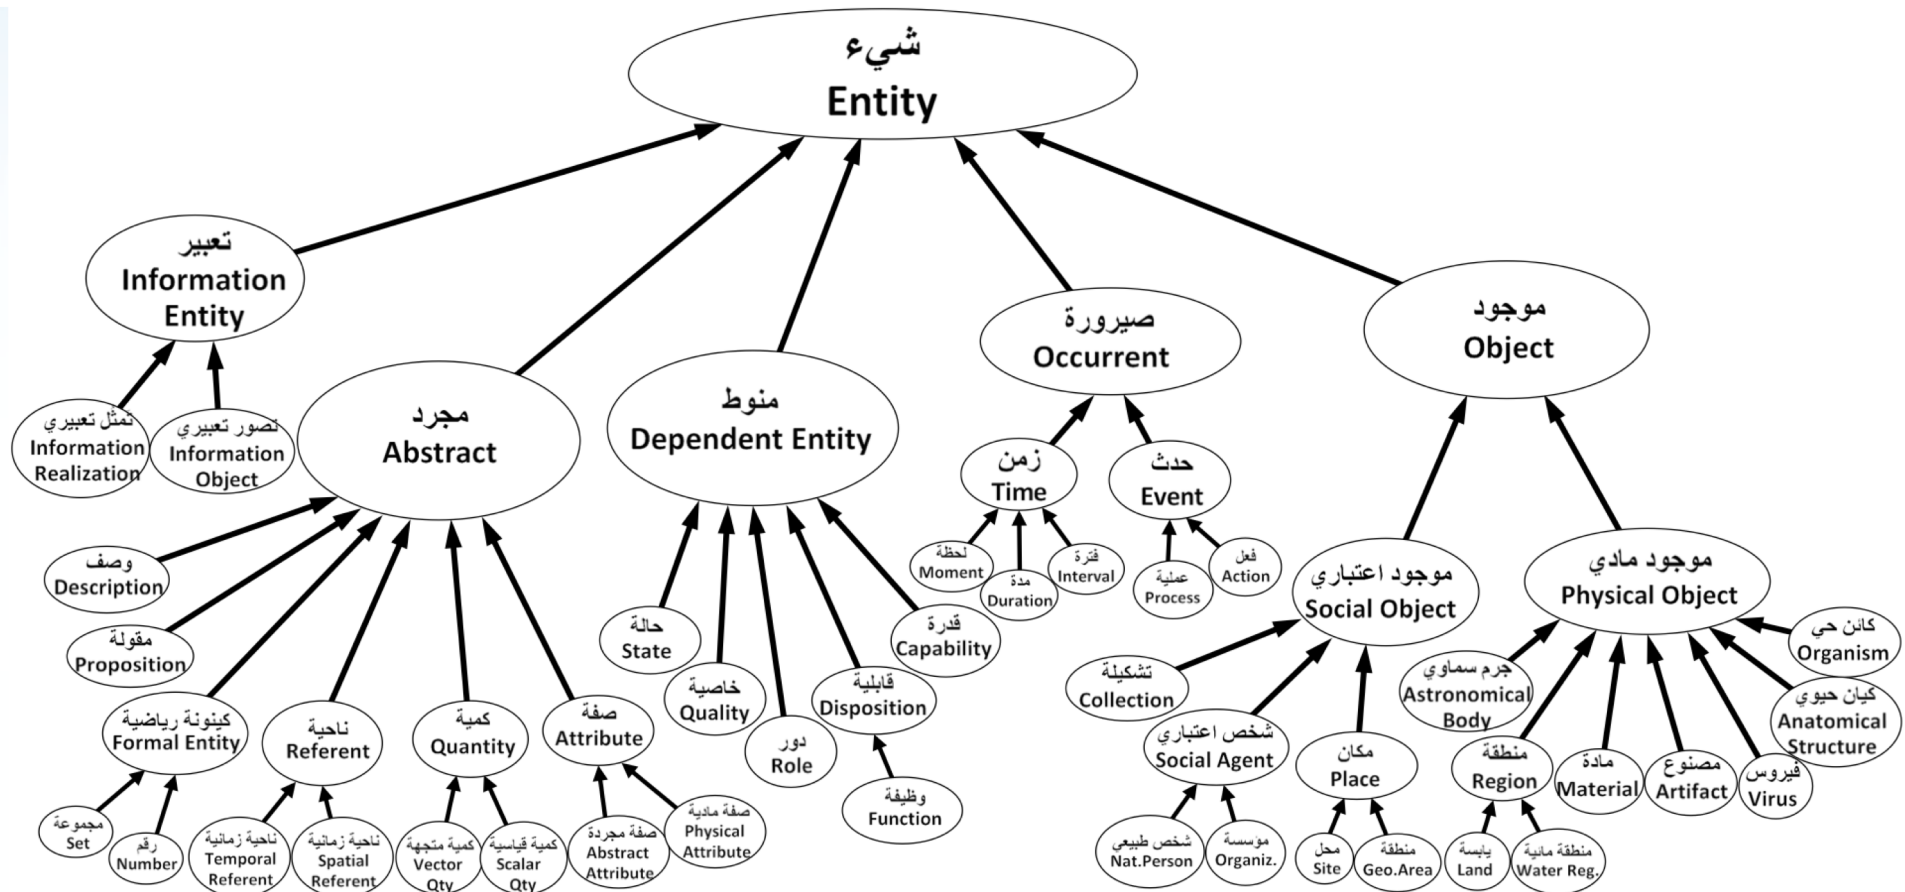 شيء
Entity
تعبير
Information
Entity
تمثل تعبيري
Information
Realization
تصور تعبيري
Information
Object
مجرد
Abstract
وصف
Description
مقولة
Proposition
كينونة رياضية
Formal Entity
مجموعة
Set
رقم
Number
ناحية
Referent
ناحية زمانية
Temporal
Referent
ناحية زمانية
Spatial
Referent
كمية
Quantity
كمية متجهة
Vector
Qty
كمية قياسية
Scalar
Qty
صفة
Attribute
صفة مجردة
Abstract
Attribute
صفة مادية
Physical
Attribute
منوط
Dependent Entity
حالة
State
خاصية
Quality
دور
Role
قابلية
Disposition
وظيفة
Function
قدرة
Capability
صيرورة
Occurrent
زمن
Time
لحظة
Moment
مدة
Duration
فترة
Interval
حدث
Event
عملية
Process
فعل
Action
موجود
Object
موجود اعتباري
Social Object
تشكيلة
Collection
شخص اعتباري
Social Agent
شخص طبيعي
Nat.Person
مؤسسة
Organiz.
مكان
Place
محل
Site
منطقة
Geo.Area
موجود مادي
Physical Object
جرم سماوي
Astronomical
Body
منطقة
Region
يابسة
Land
منطقة مائية
Water Reg.
مادة
Material
مصنوع
Artifact
فيروس
Virus
كيان حيوي
Anatomical
Structure
كائن حي
Organism